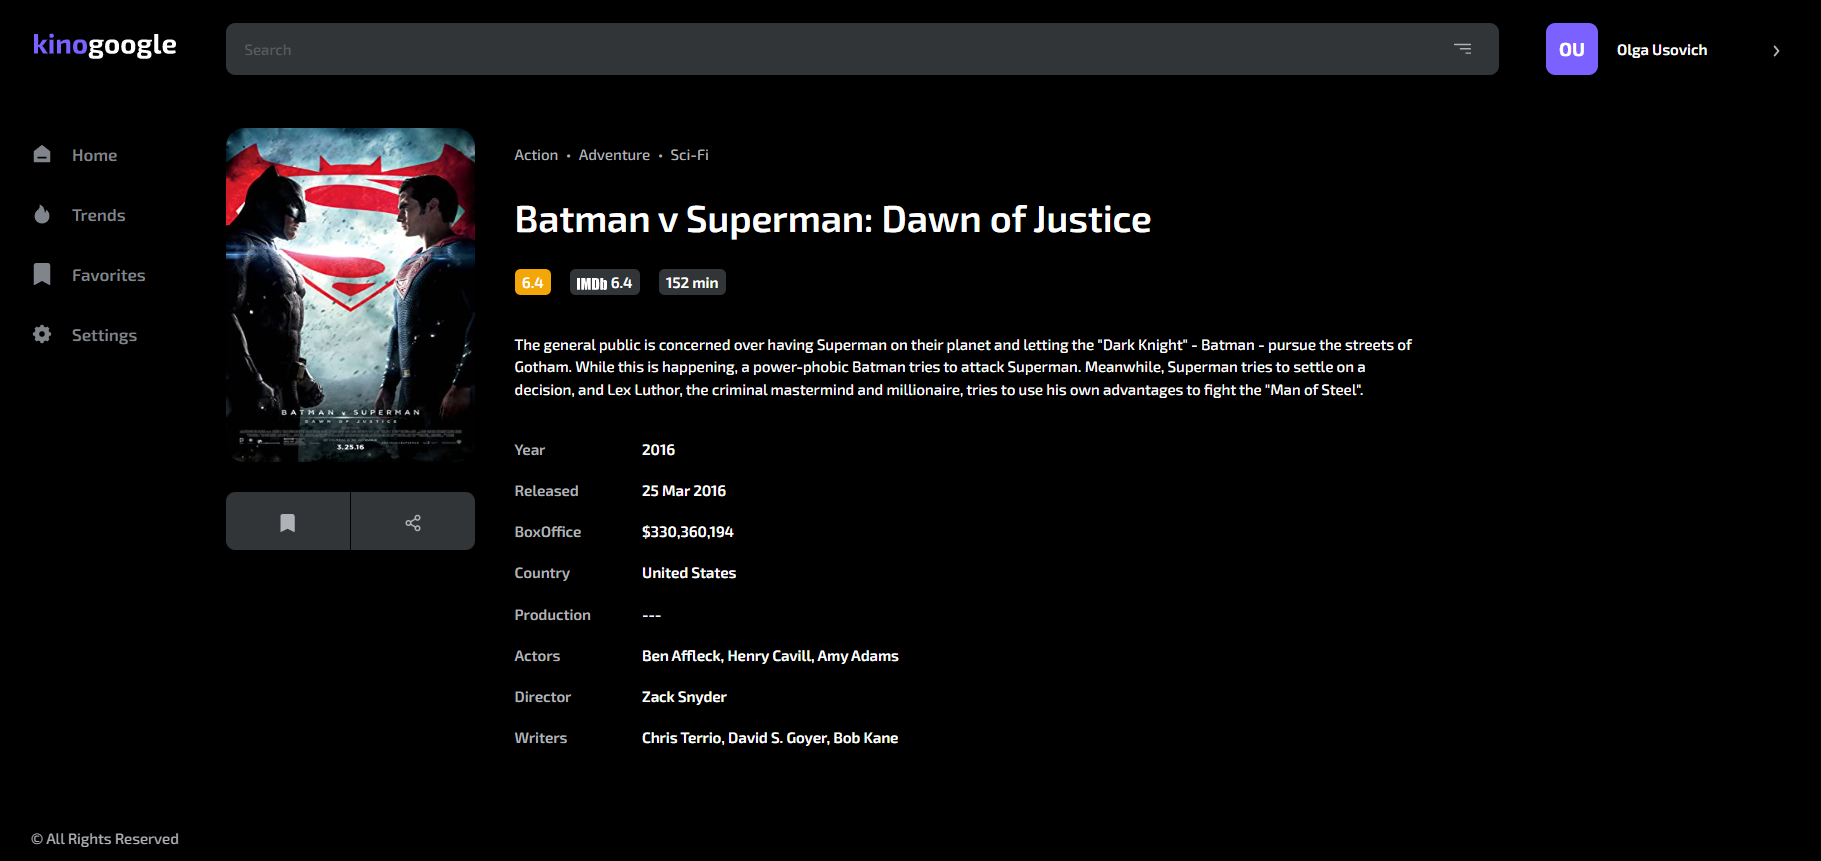 kinogoogle
Search
OU
Olga Usovich
Home
Trends
Favorites
Settings
BATMAN v SUPERMAN
DAWN OF JUSTICE
3.25.16
Action • Adventure • Sci-Fi
Batman v Superman: Dawn of Justice
6.4
IMDb 6.4
152 min
The general public is concerned over having Superman on their planet and letting the "Dark Knight" - Batman - pursue the streets of
Gotham. While this is happening, a power-phobic Batman tries to attack Superman. Meanwhile, Superman tries to settle on a
decision, and Lex Luthor, the criminal mastermind and millionaire, tries to use his own advantages to fight the "Man of Steel".
Year 2016
Released 25 Mar 2016
BoxOffice $330,360,194
Country United States
Production ---
Actors Ben Affleck, Henry Cavill, Amy Adams
Director Zack Snyder
Writers Chris Terrio, David S. Goyer, Bob Kane
© All Rights Reserved